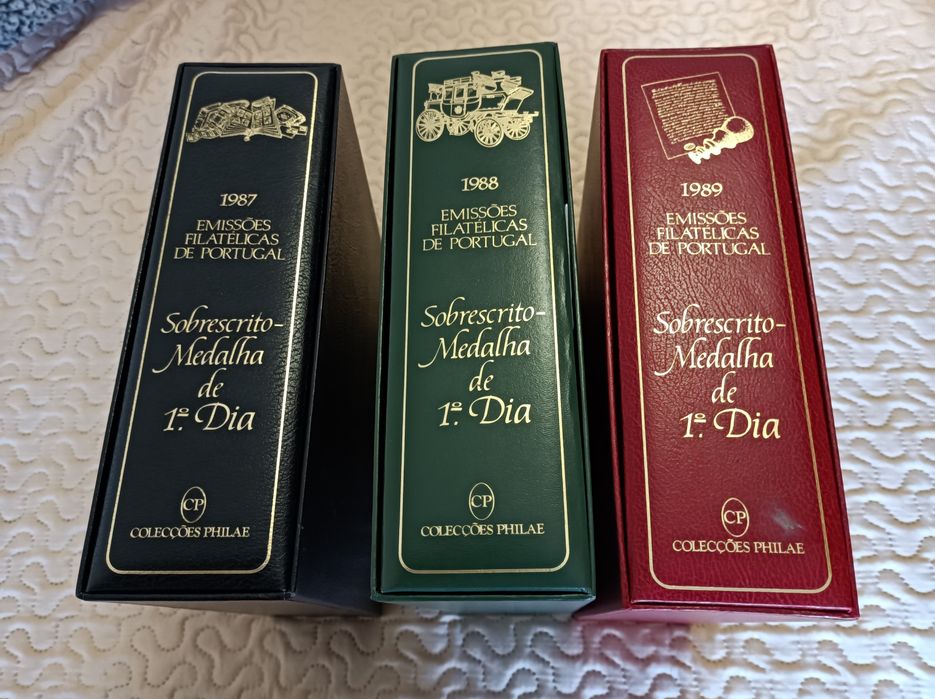 1987
EMISSÕES
FILATÉLICAS
DE PORTUGAL
Sobrescrito-
Medalha
de
1º. Dia
CP
COLECÇÕES PHILAE
1988
EMISSÕES
FILATÉLICAS
DE PORTUGAL
Sobrescrito-
Medalha
de
1º. Dia
CP
COLECÇÕES PHILAE
1989
EMISSÕES
FILATÉLICAS
DE PORTUGAL
Sobrescrito-
Medalha
de
1º. Dia
CP
COLECÇÕES PHILAE